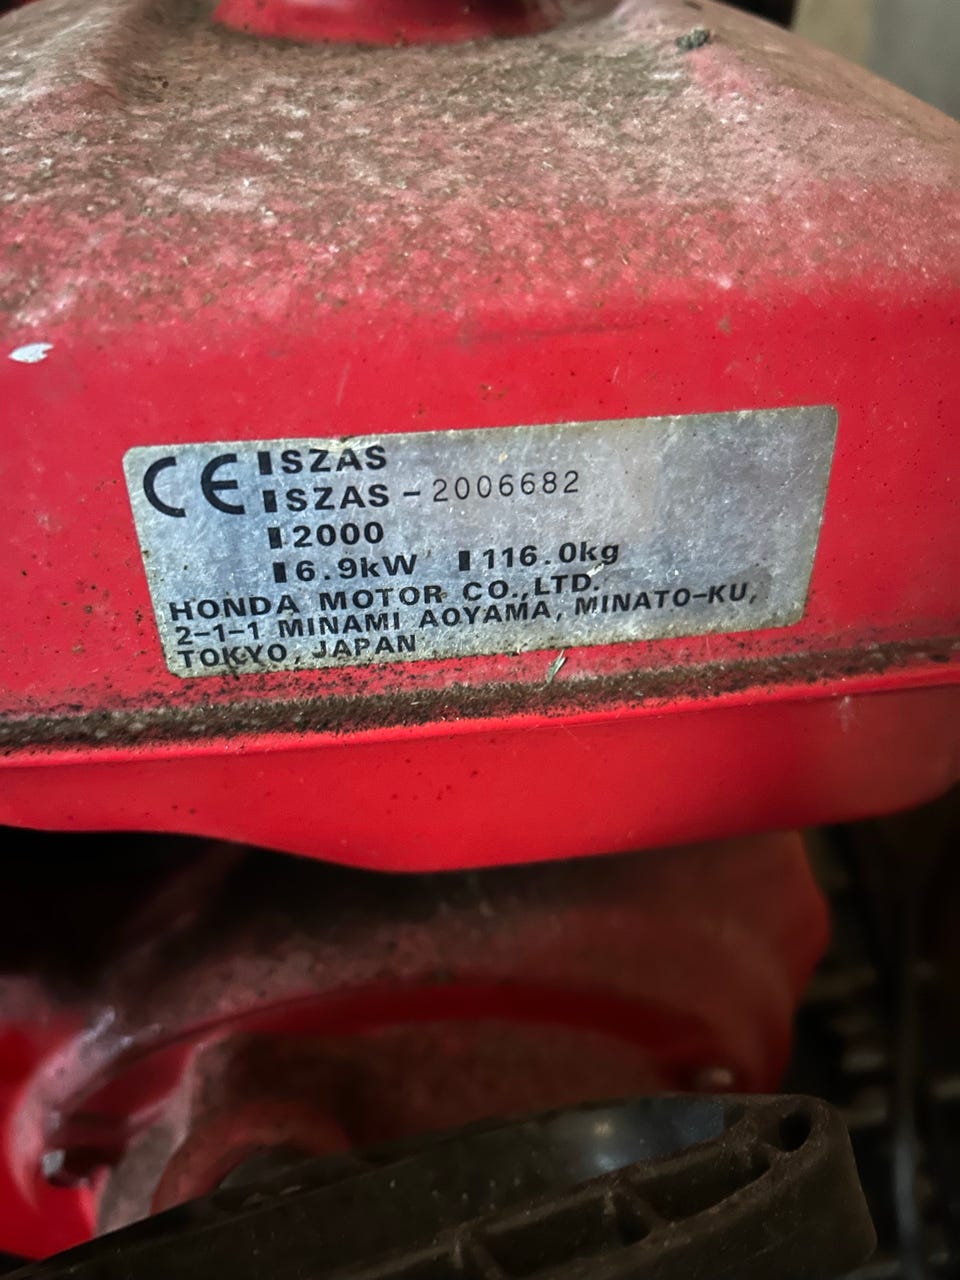 CE SZAS
SZAS-2006682
2000
6.9kW 116.0kg
HONDA MOTOR CO.,LTD.
2-1-1 MINAMI AOYAMA, MINATO-KU,
TOKYO, JAPAN